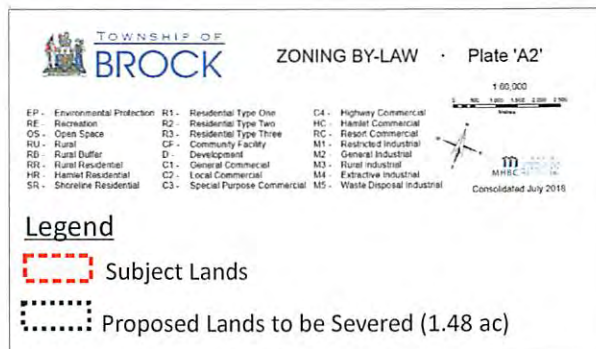 TOWNSHIP OF
BROCK
ZONING BY-LAW · Plate 'A2'
1:60,000
Metres
EP - Environmental Protection
RE - Recreation
OS - Open Space
RU - Rural
RB - Rural Buffer
RR - Rural Residential
HR - Hamlet Residential
SR - Shoreline Residential
R1 - Residential Type One
R2 - Residential Type Two
R3 - Residential Type Three
CF - Community Facility
D - Development
C1 - General Commercial
C2 - Local Commercial
C3 - Special Purpose Commercial
C4 - Highway Commercial
HC - Hamlet Commercial
RC - Resort Commercial
M1 - Restricted Industrial
M2 - General Industrial
M3 - Rural Industrial
M4 - Extractive Industrial
M5 - Waste Disposal Industrial
MHBC
Consolidated July 2018
Legend
Subject Lands
Proposed Lands to be Severed (1.48 ac)